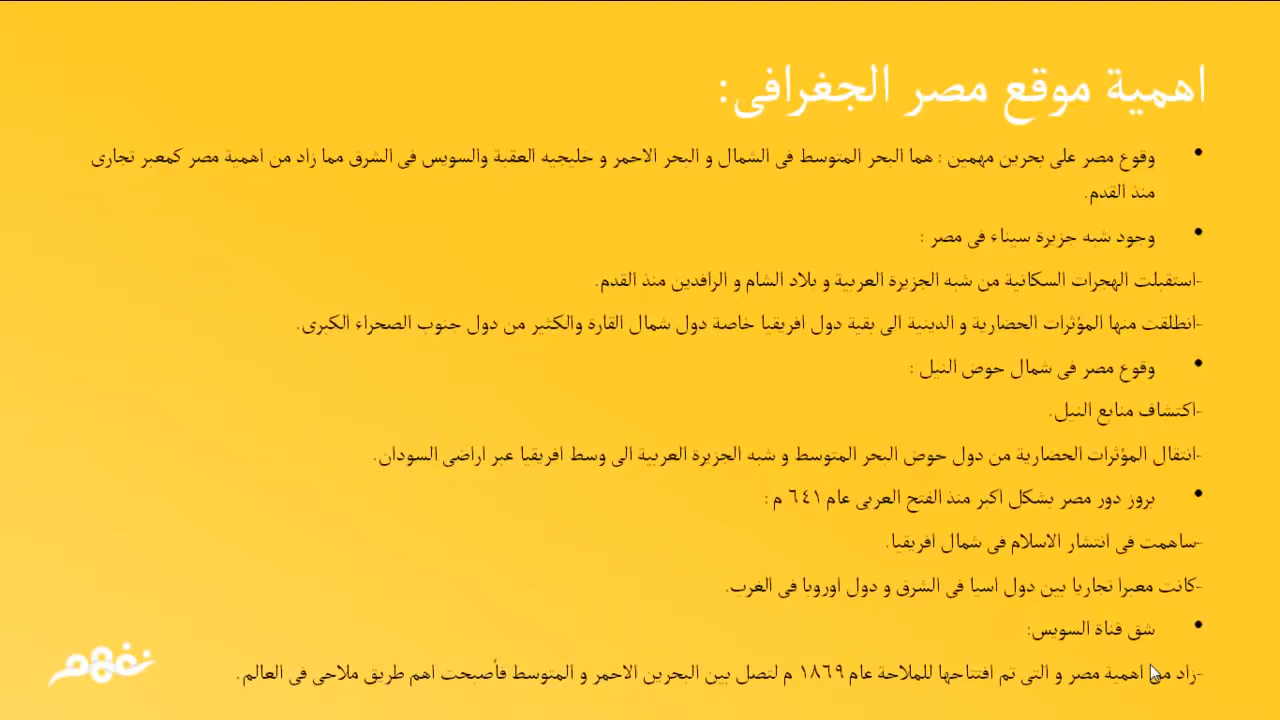 اهمية موقع مصر الجغرافى:
• وقوع مصر على بحرين مهمين : هما البحر المتوسط فى الشمال و البحر الاحمر و خليجيه العقبة والسويس فى الشرق مما زاد من اهمية مصر كمعبر تجارى
منذ القدم.
• وجود شبه جزيرة سيناء فى مصر :
-استقبلت الهجرات السكانية من شبه الجزيرة العربية و بلاد الشام و الرافدين منذ القدم.
-انطلقت منها المؤثرات الحضارية و الدينية الى بقية دول افريقيا خاصة دول شمال القارة والكثير من دول جنوب الصحراء الكبرى.
• وقوع مصر فى شمال حوض النيل :
-اكتشاف منابع النيل.
-انتقال المؤثرات الحضارية من دول حوض البحر المتوسط و شبه الجزيرة العربية الى وسط افريقيا عبر اراضى السودان.
• بروز دور مصر بشكل اكبر منذ الفتح العربى عام ٦٤١ م :
-ساهمت فى انتشار الاسلام فى شمال افريقيا.
-كانت معبرا تجاريا بين دول اسيا فى الشرق و دول اوروبا فى الغرب.
• شق قناة السويس:
-زاد من اهمية مصر و التى تم افتتاحها للملاحة عام ١٨٦٩ م لتصل بين البحرين الاحمر و المتوسط فأصبحت اهم طريق ملاحى فى العالم.
نفهم